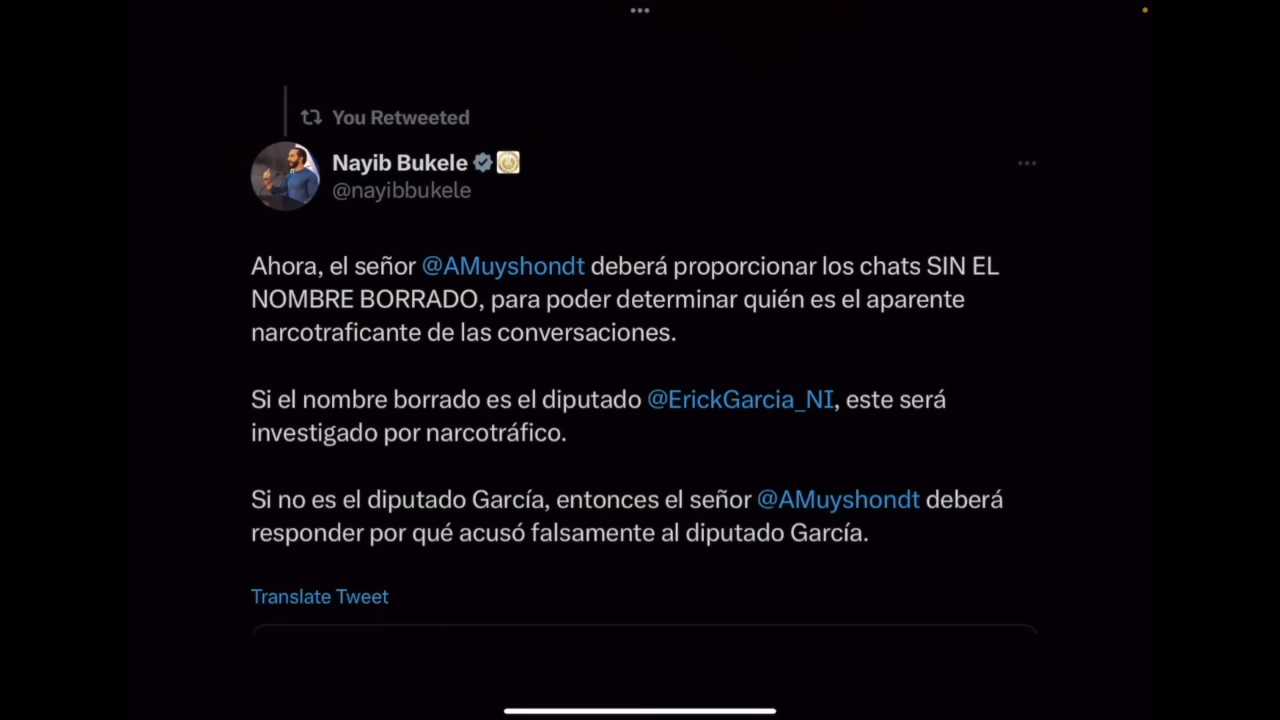 You Retweeted
Nayib Bukele
@nayibbukele
Ahora, el señor @AMuyshondt deberá proporcionar los chats SIN EL
NOMBRE BORRADO, para poder determinar quién es el aparente
narcotraficante de las conversaciones.
Si el nombre borrado es el diputado @ErickGarcia_NI, este será
investigado por narcotráfico.
Si no es el diputado García, entonces el señor @AMuyshondt deberá
responder por qué acusó falsamente al diputado García.
Translate Tweet